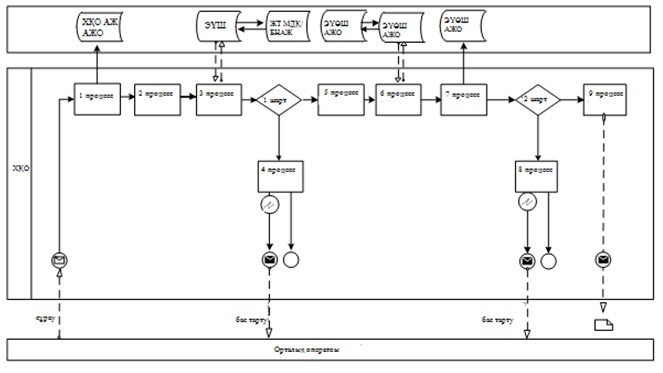 ХҚО АЖ
АЖО
ЭҮШ
ЖТ МДҚ/
БНАЖ
ЭҮӨШ
АЖО
ЭҮӨШ
АЖО
ЭҮӨШ
АЖО
1 процесс
2 процесс
3 процесс
1 шарт
5 процесс
6 процесс
7 процесс
2 шарт
9 процесс
4 процесс
8 процесс
ХҚО
сұрау
бас тарту
бас тарту
Орталық операторы